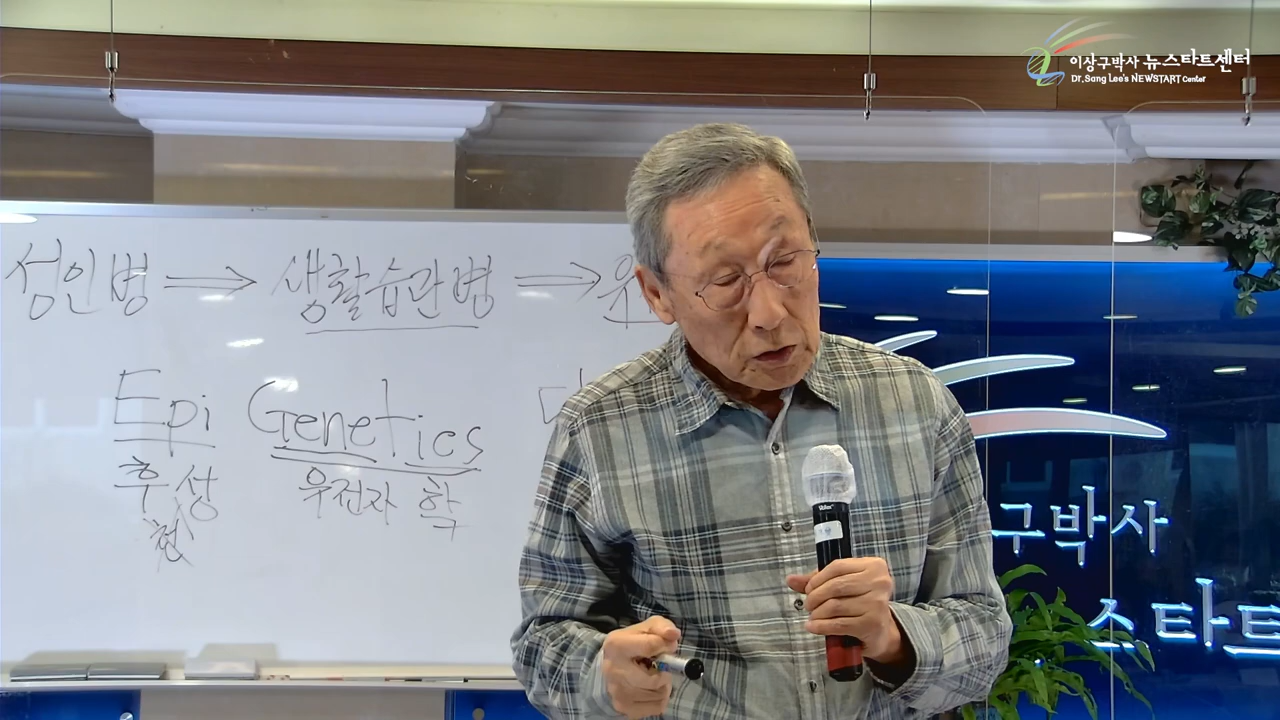 이상구박사 뉴스타트센터
Dr. Sang Lee's NEWSTART Center
성인병 ⇒ 생활습관병 ⇒ 유
Epi Genetics
후성 유전자 학
천
구박사
스타트